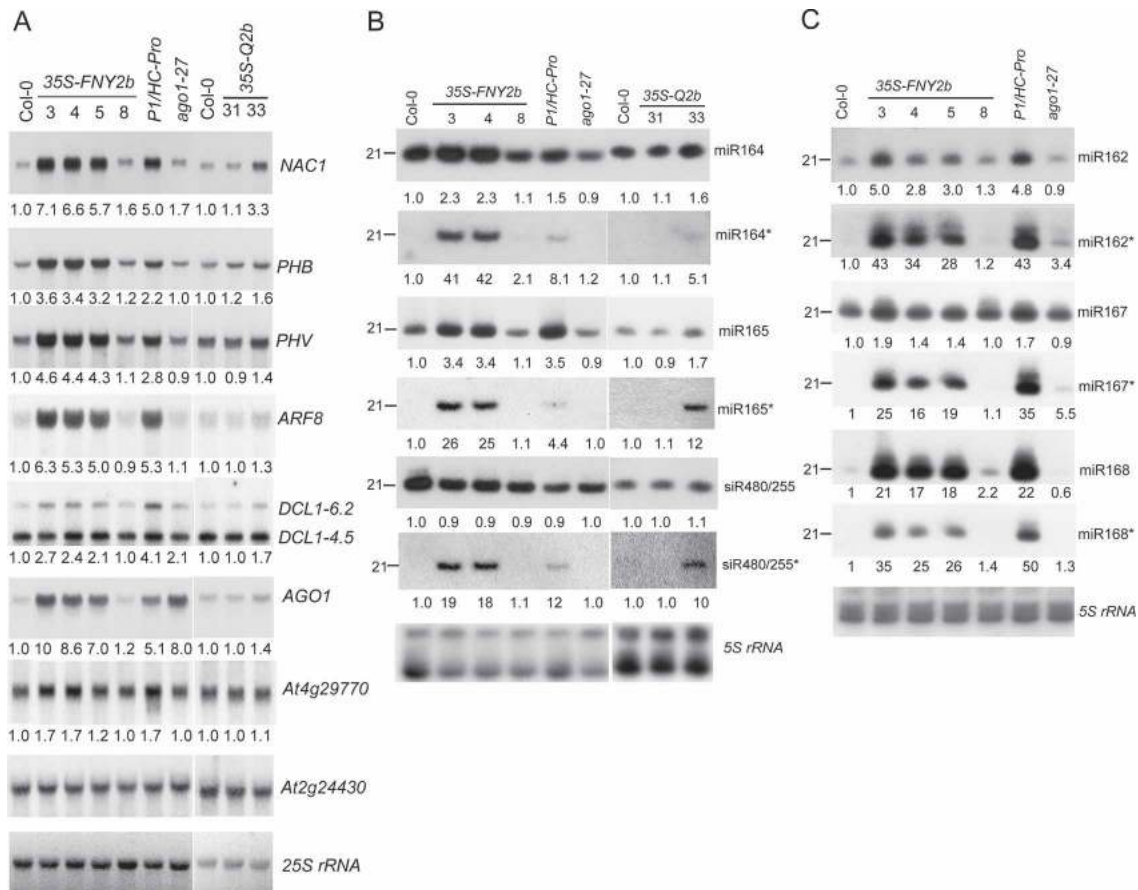 A
Col-0 35S-FNY2b P1/HC-Pro ago1-27 Col-0 35S-Q2b
3 4 5 8 31 33
NAC1
1.0 7.1 6.6 5.7 1.6 5.0 1.7 1.0 1.1 3.3
PHB
1.0 3.6 3.4 3.2 1.2 2.2 1.0 1.0 1.2 1.6
PHV
1.0 4.6 4.4 4.3 1.1 2.8 0.9 1.0 0.9 1.4
ARF8
1.0 6.3 5.3 5.0 0.9 5.3 1.1 1.0 1.0 1.3
DCL1-6.2
DCL1-4.5
1.0 2.7 2.4 2.1 1.0 4.1 2.1 1.0 1.0 1.7
AGO1
1.0 10 8.6 7.0 1.2 5.1 8.0 1.0 1.0 1.4
At4g29770
1.0 1.7 1.7 1.2 1.0 1.7 1.0 1.0 1.0 1.1
At2g24430
25S rRNA
B
Col-0 35S-FNY2b P1/HC-Pro ago1-27 Col-0 35S-Q2b
3 4 8 31 33
21 miR164
1.0 2.3 2.3 1.1 1.5 0.9 1.0 1.1 1.6
21 miR164*
1.0 41 42 2.1 8.1 1.2 1.0 1.1 5.1
21 miR165
1.0 3.4 3.4 1.1 3.5 0.9 1.0 0.9 1.7
21 miR165*
1.0 26 25 1.1 4.4 1.0 1.0 1.1 12
21 siR480/255
1.0 0.9 0.9 0.9 0.9 1.0 1.0 1.0 1.1
21 siR480/255*
1.0 19 18 1.1 12 1.0 1.0 1.0 10
5S rRNA
C
Col-0 35S-FNY2b P1/HC-Pro ago1-27
3 4 5 8
21 miR162
1.0 5.0 2.8 3.0 1.3 4.8 0.9
21 miR162*
1.0 43 34 28 1.2 43 3.4
21 miR167
1.0 1.9 1.4 1.4 1.0 1.7 0.9
21 miR167*
1 25 16 19 1.1 35 5.5
21 miR168
1 21 17 18 2.2 22 0.6
21 miR168*
1 35 25 26 1.4 50 1.3
5S rRNA